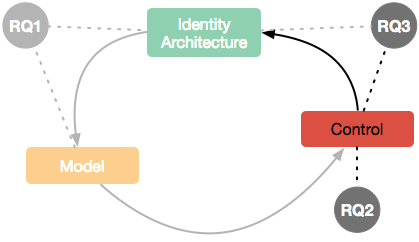 RQ1
Identity
Architecture
RQ3
Control
Model
RQ2